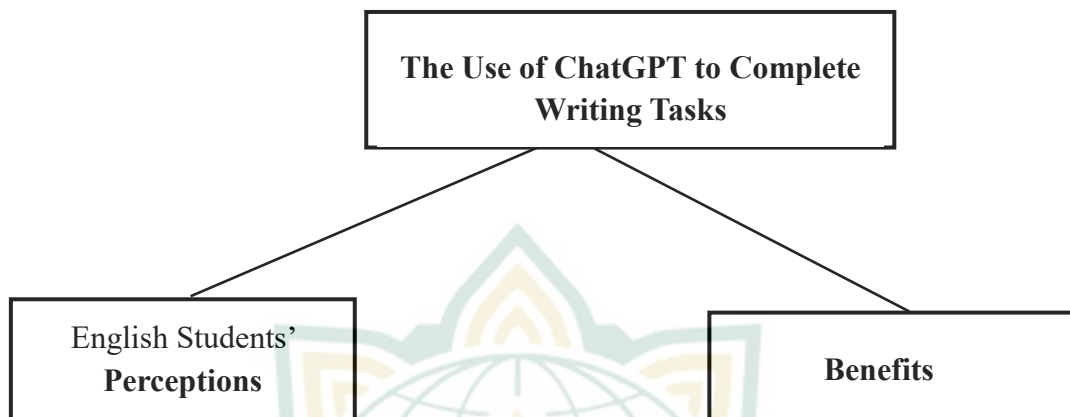 The Use of ChatGPT to Complete
Writing Tasks
English Students’
Perceptions
Benefits